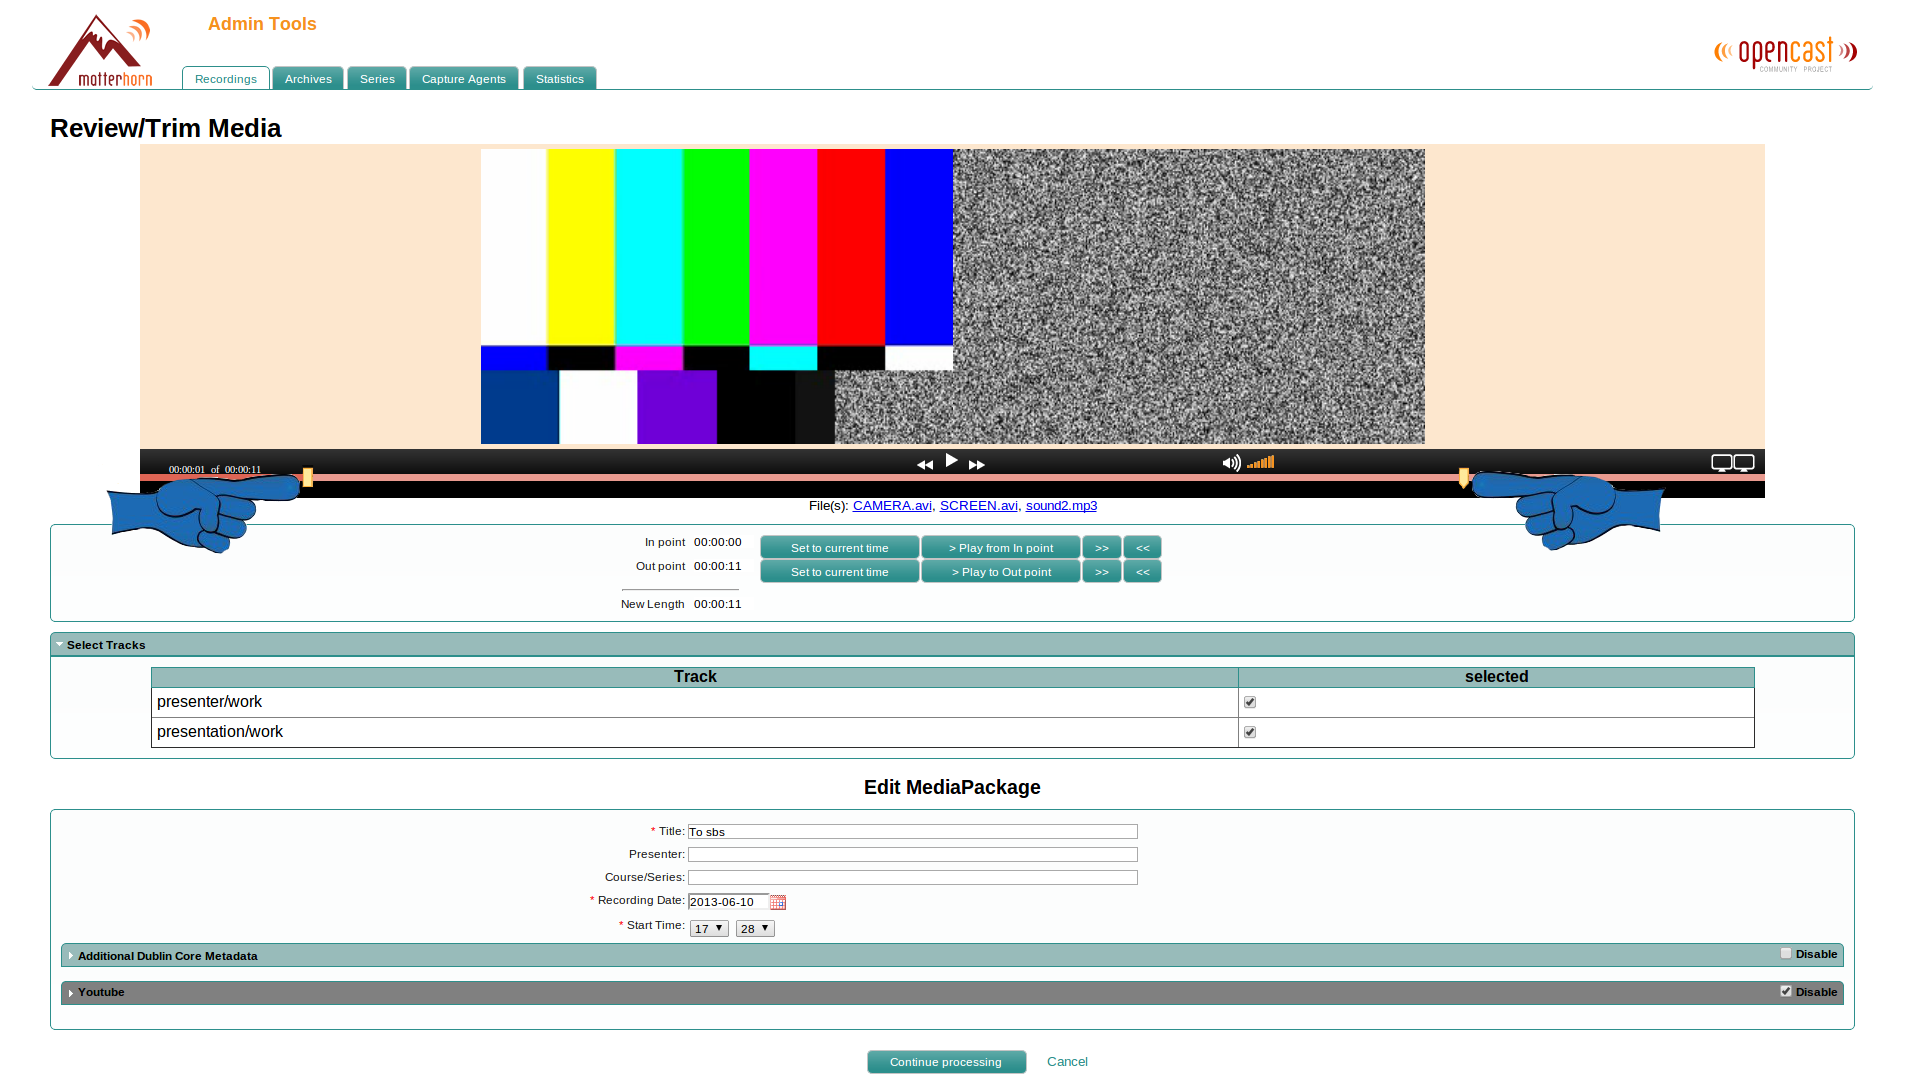 Admin Tools
matterhorn
Recordings Archives Series Capture Agents Statistics
opencast
COMMUNITY PROJECT
Review/Trim Media
00:00:01 of 00:00:11
File(s): CAMERA.avi, SCREEN.avi, sound2.mp3
In point 00:00:00 Set to current time > Play from In point >> <<
Out point 00:00:11 Set to current time > Play to Out point >> <<
New Length 00:00:11
Select Tracks
Track selected
presenter/work
presentation/work
Edit MediaPackage
* Title: To sbs
Presenter:
Course/Series:
* Recording Date: 2013-06-10
* Start Time: 17 28
Additional Dublin Core Metadata Disable
Youtube Disable
Continue processing Cancel